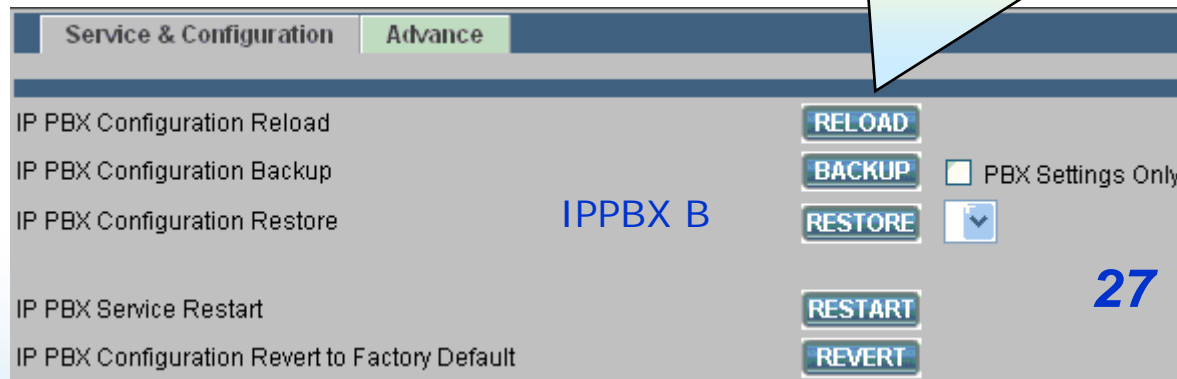 Service & Configuration Advance
IP PBX Configuration Reload RELOAD
IP PBX Configuration Backup BACKUP PBX Settings Only
IP PBX Configuration Restore IPPBX B RESTORE
27
IP PBX Service Restart RESTART
IP PBX Configuration Revert to Factory Default REVERT